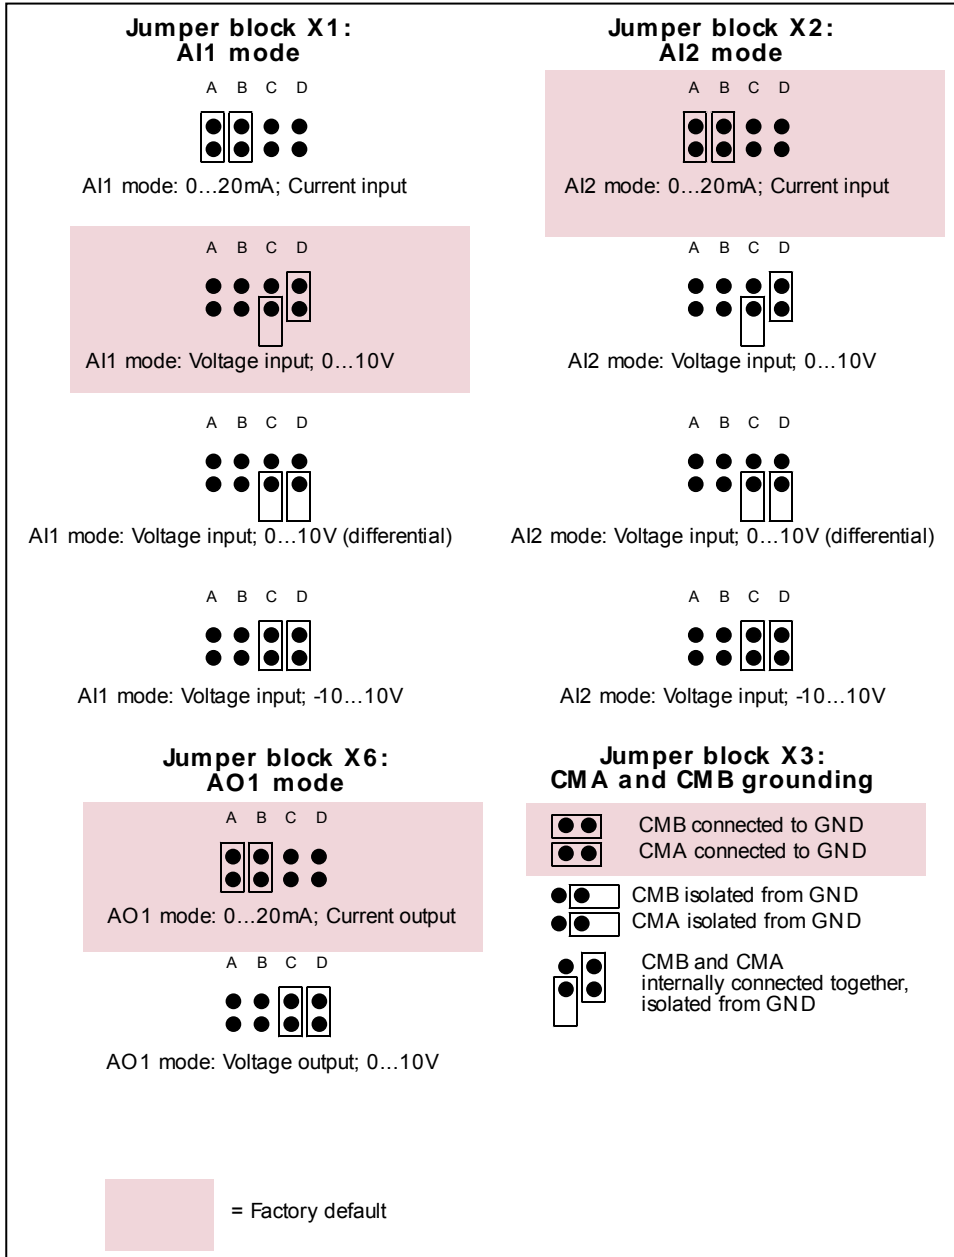 Jumper block X1:
AI1 mode
A B C D
AI1 mode: 0...20mA; Current input
A B C D
AI1 mode: Voltage input; 0...10V
A B C D
AI1 mode: Voltage input; 0...10V (differential)
A B C D
AI1 mode: Voltage input; -10...10V
Jumper block X2:
AI2 mode
A B C D
AI2 mode: 0...20mA; Current input
A B C D
AI2 mode: Voltage input; 0...10V
A B C D
AI2 mode: Voltage input; 0...10V (differential)
A B C D
AI2 mode: Voltage input; -10...10V
Jumper block X6:
AO1 mode
A B C D
AO1 mode: 0...20mA; Current output
A B C D
AO1 mode: Voltage output; 0...10V
Jumper block X3:
CMA and CMB grounding
CMB connected to GND
CMA connected to GND
CMB isolated from GND
CMA isolated from GND
CMB and CMA
internally connected together,
isolated from GND
= Factory default